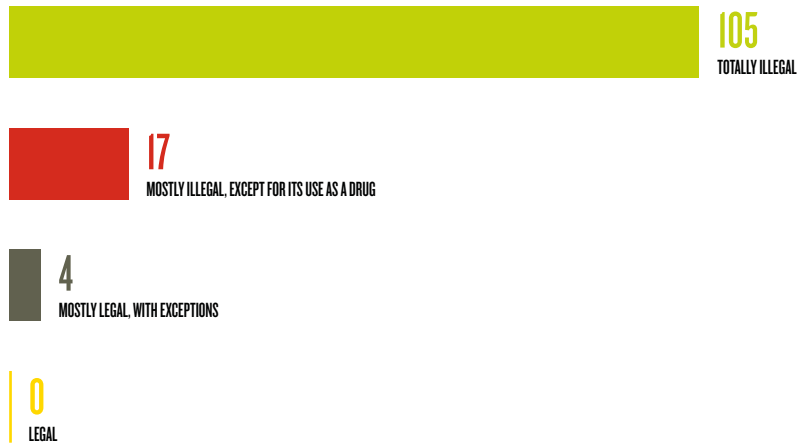 105
TOTALLY ILLEGAL
17
MOSTLY ILLEGAL, EXCEPT FOR ITS USE AS A DRUG
4
MOSTLY LEGAL, WITH EXCEPTIONS
0
LEGAL